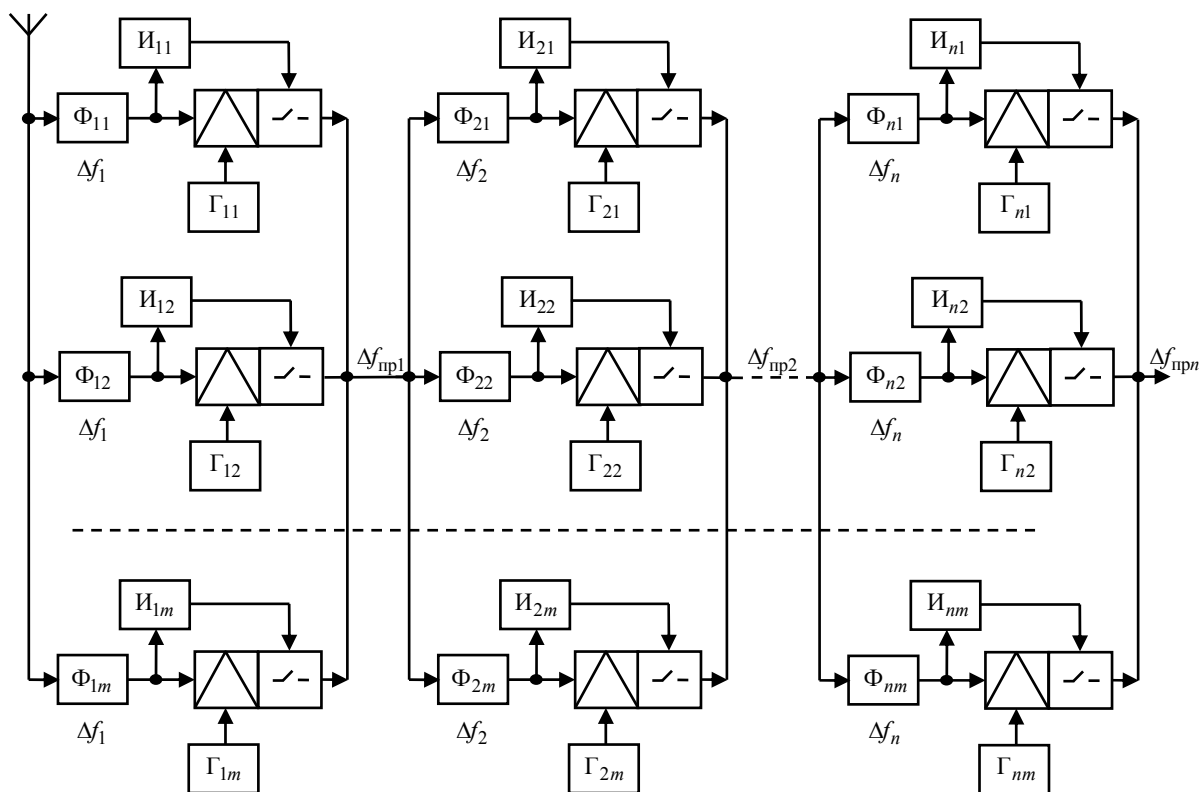 И11 И21 Иn1
Ф11 Ф21 Фn1
Δf1 Δf2 Δfn
Г11 Г21 Гn1
И12 И22 Иn2
Δfпр1 Δfпр2 Δfпрn
Ф12 Ф22 Фn2
Δf1 Δf2 Δfn
Г12 Г22 Гn2
И1m И2m Иnm
Ф1m Ф2m Фnm
Δf1 Δf2 Δfn
Г1m Г2m Гnm